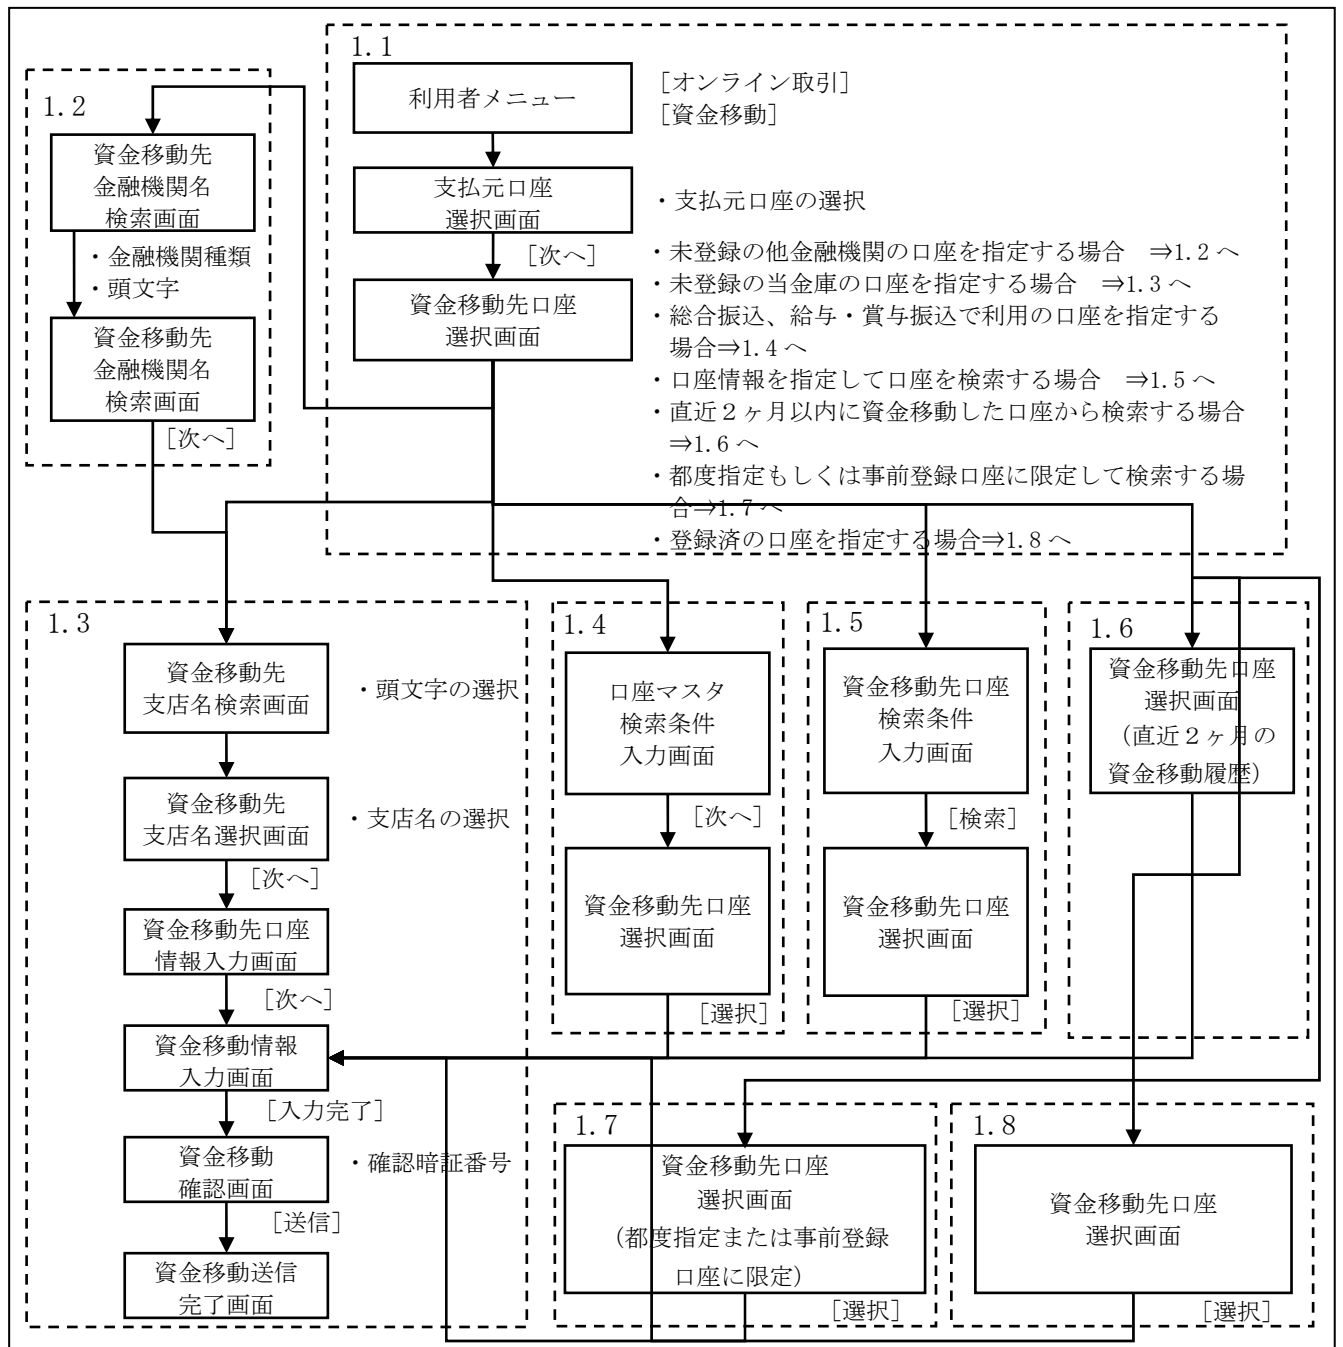 1.1
利用者メニュー
［オンライン取引］
［資金移動］
支払元口座
選択画面
・支払元口座の選択
［次へ］
資金移動先口座
選択画面
・未登録の他金融機関の口座を指定する場合　⇒1.2 へ
・未登録の当金庫の口座を指定する場合　⇒1.3 へ
・総合振込、給与・賞与振込で利用の口座を指定する
場合⇒1.4 へ
・口座情報を指定して口座を検索する場合　⇒1.5 へ
・直近２ヶ月以内に資金移動した口座から検索する場合
⇒1.6 へ
・都度指定もしくは事前登録口座に限定して検索する場
合⇒1.7 へ
・登録済の口座を指定する場合⇒1.8 へ
1.2
資金移動先
金融機関名
検索画面
・金融機関種類
・頭文字
資金移動先
金融機関名
検索画面
［次へ］
1.3
資金移動先
支店名検索画面
・頭文字の選択
資金移動先
支店名選択画面
・支店名の選択
［次へ］
資金移動先口座
情報入力画面
［次へ］
資金移動情報
入力画面
［入力完了］
資金移動
確認画面
・確認暗証番号
［送信］
資金移動送信
完了画面
1.4
口座マスタ
検索条件
入力画面
［次へ］
資金移動先口座
選択画面
［選択］
1.5
資金移動先口座
検索条件
入力画面
［検索］
資金移動先口座
選択画面
［選択］
1.6
資金移動先口座
選択画面
（直近２ヶ月の
資金移動履歴）
1.7
資金移動先口座
選択画面
（都度指定または事前登録
口座に限定）
［選択］
1.8
資金移動先口座
選択画面
［選択］